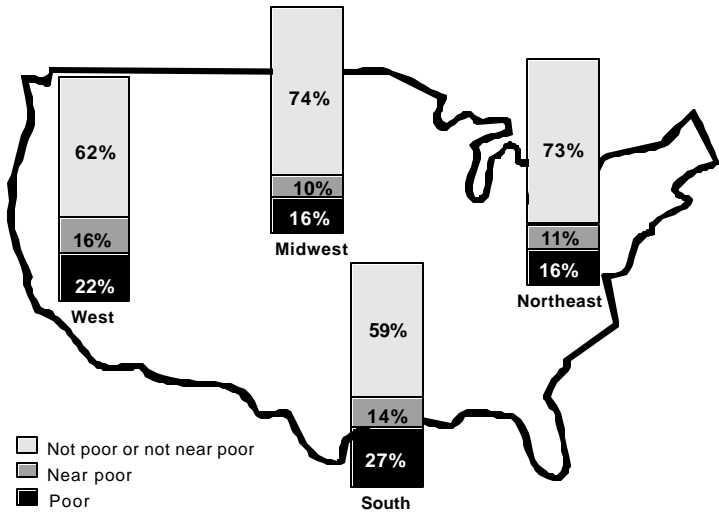 74%
10%
16%
Midwest
62%
16%
22%
West
73%
11%
16%
Northeast
59%
14%
27%
South
Not poor or not near poor
Near poor
Poor